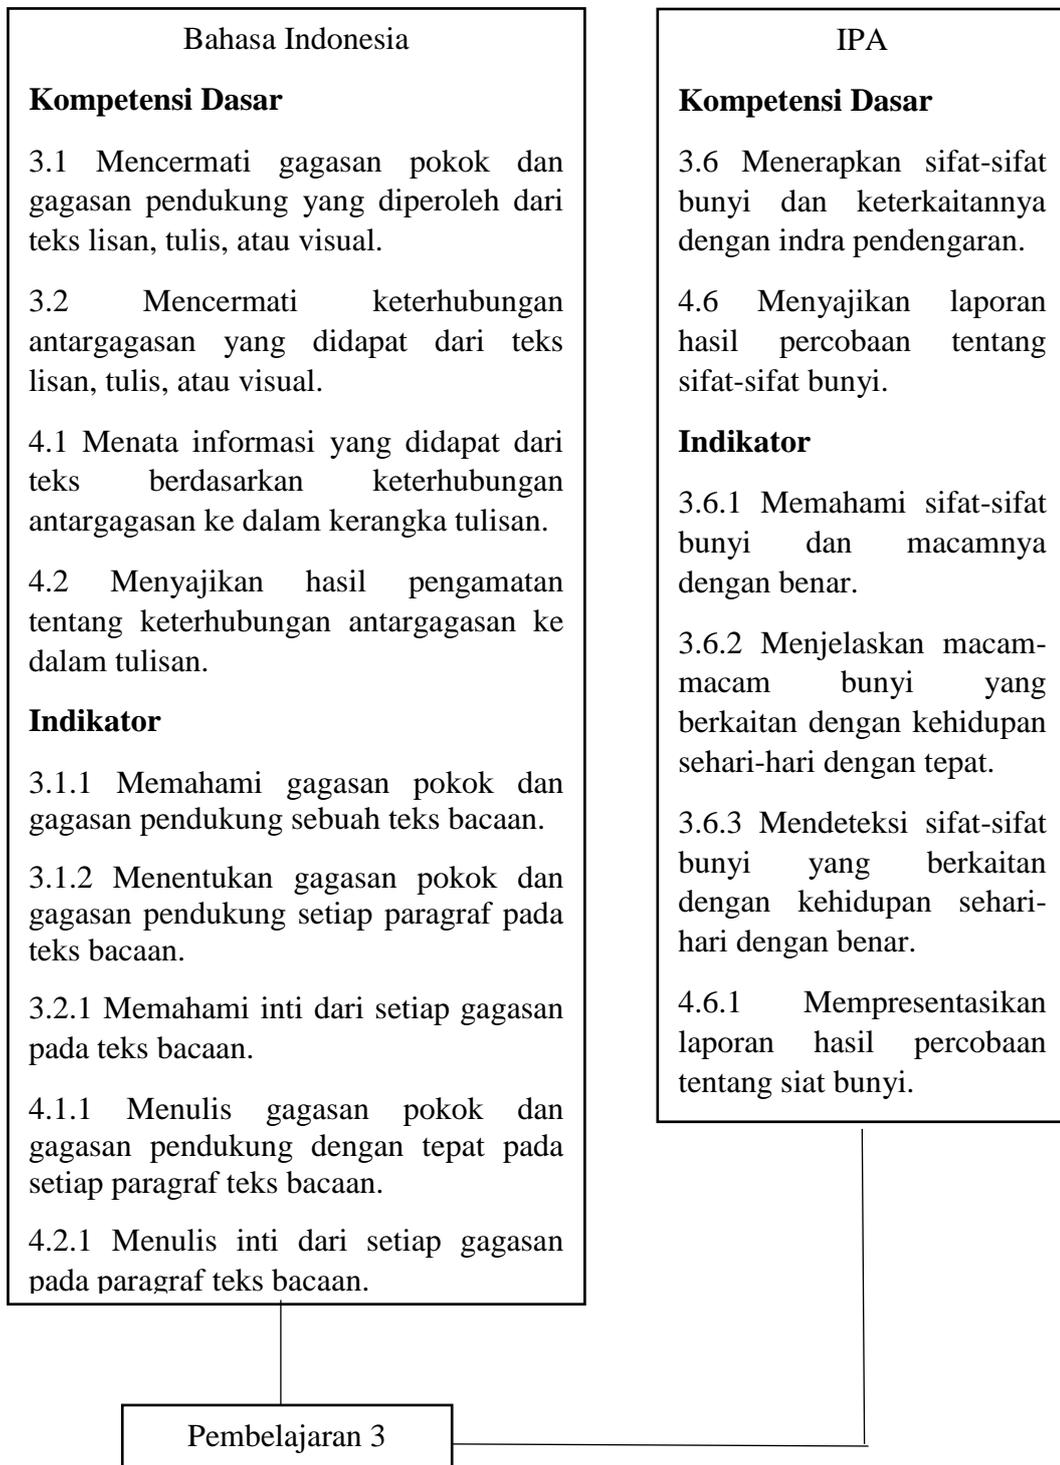 Bahasa Indonesia
Kompetensi Dasar
3.1 Mencermati gagasan pokok dan
gagasan pendukung yang diperoleh dari
teks lisan, tulis, atau visual.
3.2 Mencermati keterhubungan
antargagasan yang didapat dari teks
lisan, tulis, atau visual.
4.1 Menata informasi yang didapat dari
teks berdasarkan keterhubungan
antargagasan ke dalam kerangka tulisan.
4.2 Menyajikan hasil pengamatan
tentang keterhubungan antargagasan ke
dalam tulisan.
Indikator
3.1.1 Memahami gagasan pokok dan
gagasan pendukung sebuah teks bacaan.
3.1.2 Menentukan gagasan pokok dan
gagasan pendukung setiap paragraf pada
teks bacaan.
3.2.1 Memahami inti dari setiap gagasan
pada teks bacaan.
4.1.1 Menulis gagasan pokok dan
gagasan pendukung dengan tepat pada
setiap paragraf teks bacaan.
4.2.1 Menulis inti dari setiap gagasan
pada paragraf teks bacaan.
IPA
Kompetensi Dasar
3.6 Menerapkan sifat-sifat
bunyi dan keterkaitannya
dengan indra pendengaran.
4.6 Menyajikan laporan
hasil percobaan tentang
sifat-sifat bunyi.
Indikator
3.6.1 Memahami sifat-sifat
bunyi dan macamnya
dengan benar.
3.6.2 Menjelaskan macam-
macam bunyi yang
berkaitan dengan kehidupan
sehari-hari dengan tepat.
3.6.3 Mendeteksi sifat-sifat
bunyi yang berkaitan
dengan kehidupan sehari-
hari dengan benar.
4.6.1 Mempresentasikan
laporan hasil percobaan
tentang siat bunyi.
Pembelajaran 3